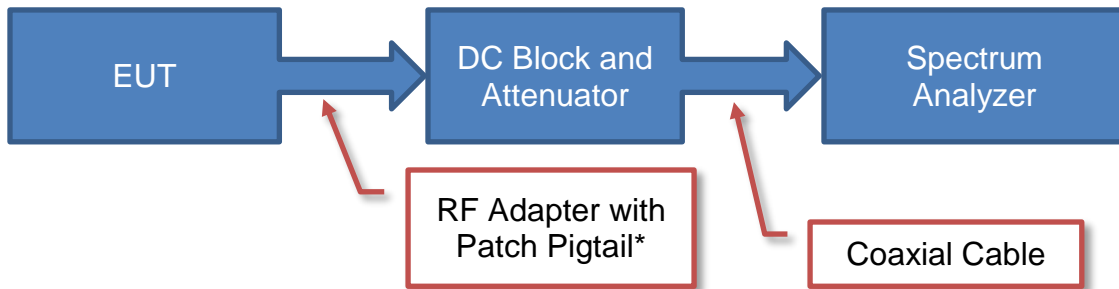 EUT
DC Block and
Attenuator
Spectrum
Analyzer
RF Adapter with
Patch Pigtail*
Coaxial Cable